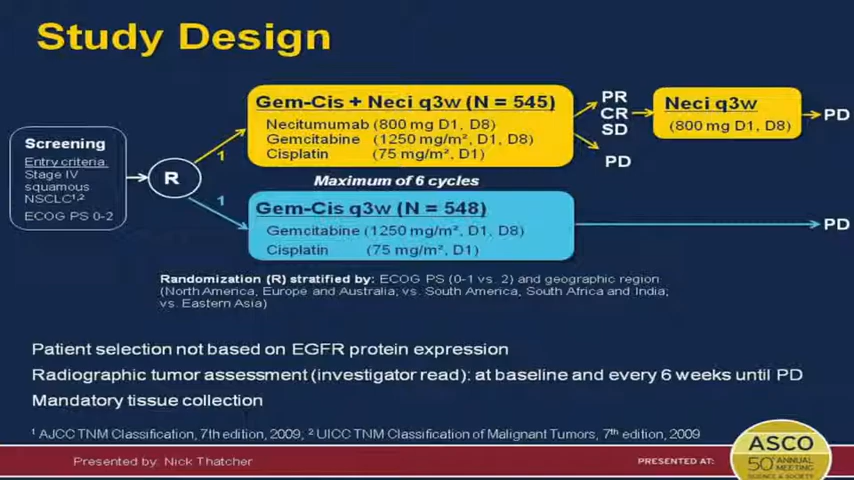 Study Design
Screening
Entry criteria:
Stage IV
squamous
NSCLC¹,²
ECOG PS 0-2
R
1
1
Gem-Cis + Neci q3w (N = 545)
Necitumumab (800 mg D1, D8)
Gemcitabine (1250 mg/m², D1, D8)
Cisplatin (75 mg/m², D1)
PR
CR
SD
PD
Neci q3w
(800 mg D1, D8)
PD
Maximum of 6 cycles
Gem-Cis q3w (N = 548)
Gemcitabine (1250 mg/m², D1, D8)
Cisplatin (75 mg/m², D1)
PD
Randomization (R) stratified by: ECOG PS (0-1 vs. 2) and geographic region
(North America, Europe and Australia; vs. South America, South Africa and India;
vs. Eastern Asia)
Patient selection not based on EGFR protein expression
Radiographic tumor assessment (investigator read): at baseline and every 6 weeks until PD
Mandatory tissue collection
¹ AJCC TNM Classification, 7th edition, 2009; ² UICC TNM Classification of Malignant Tumors, 7th edition, 2009
Presented by: Nick Thatcher
PRESENTED AT:
ASCO
50th ANNUAL
MEETING
SCIENCE & SOCIETY